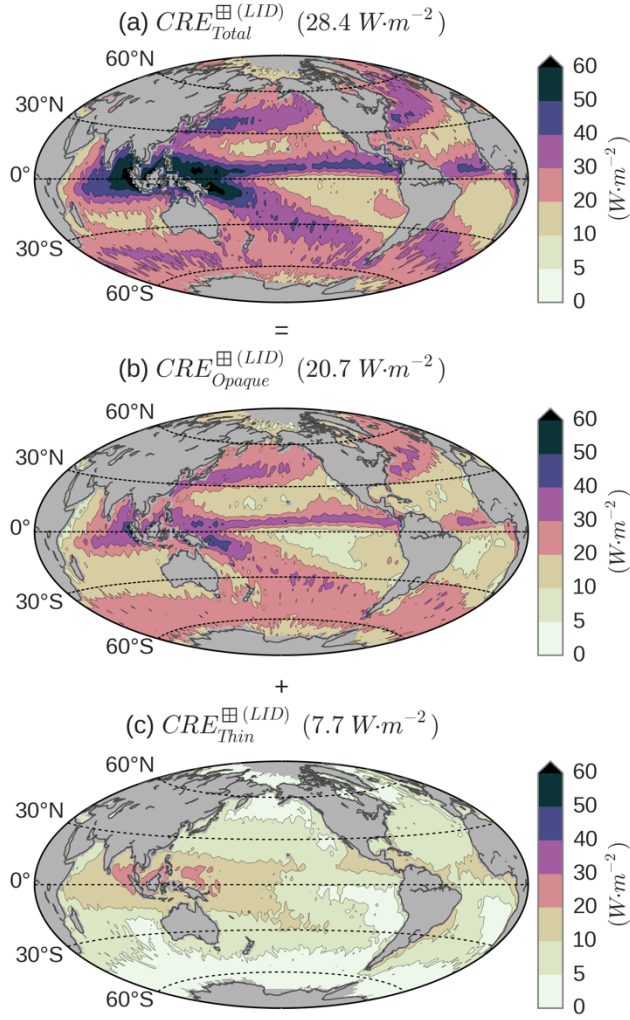 (a) $CRE_{Total}^{⊞(LID)}$ (28.4 W·m⁻²)
60°N
30°N
0°
30°S
60°S
60
50
40
30
20
10
5
0
(W·m⁻²)
=
(b) $CRE_{Opaque}^{⊞(LID)}$ (20.7 W·m⁻²)
60°N
30°N
0°
30°S
60°S
60
50
40
30
20
10
5
0
(W·m⁻²)
+
(c) $CRE_{Thin}^{⊞(LID)}$ (7.7 W·m⁻²)
60°N
30°N
0°
30°S
60°S
60
50
40
30
20
10
5
0
(W·m⁻²)